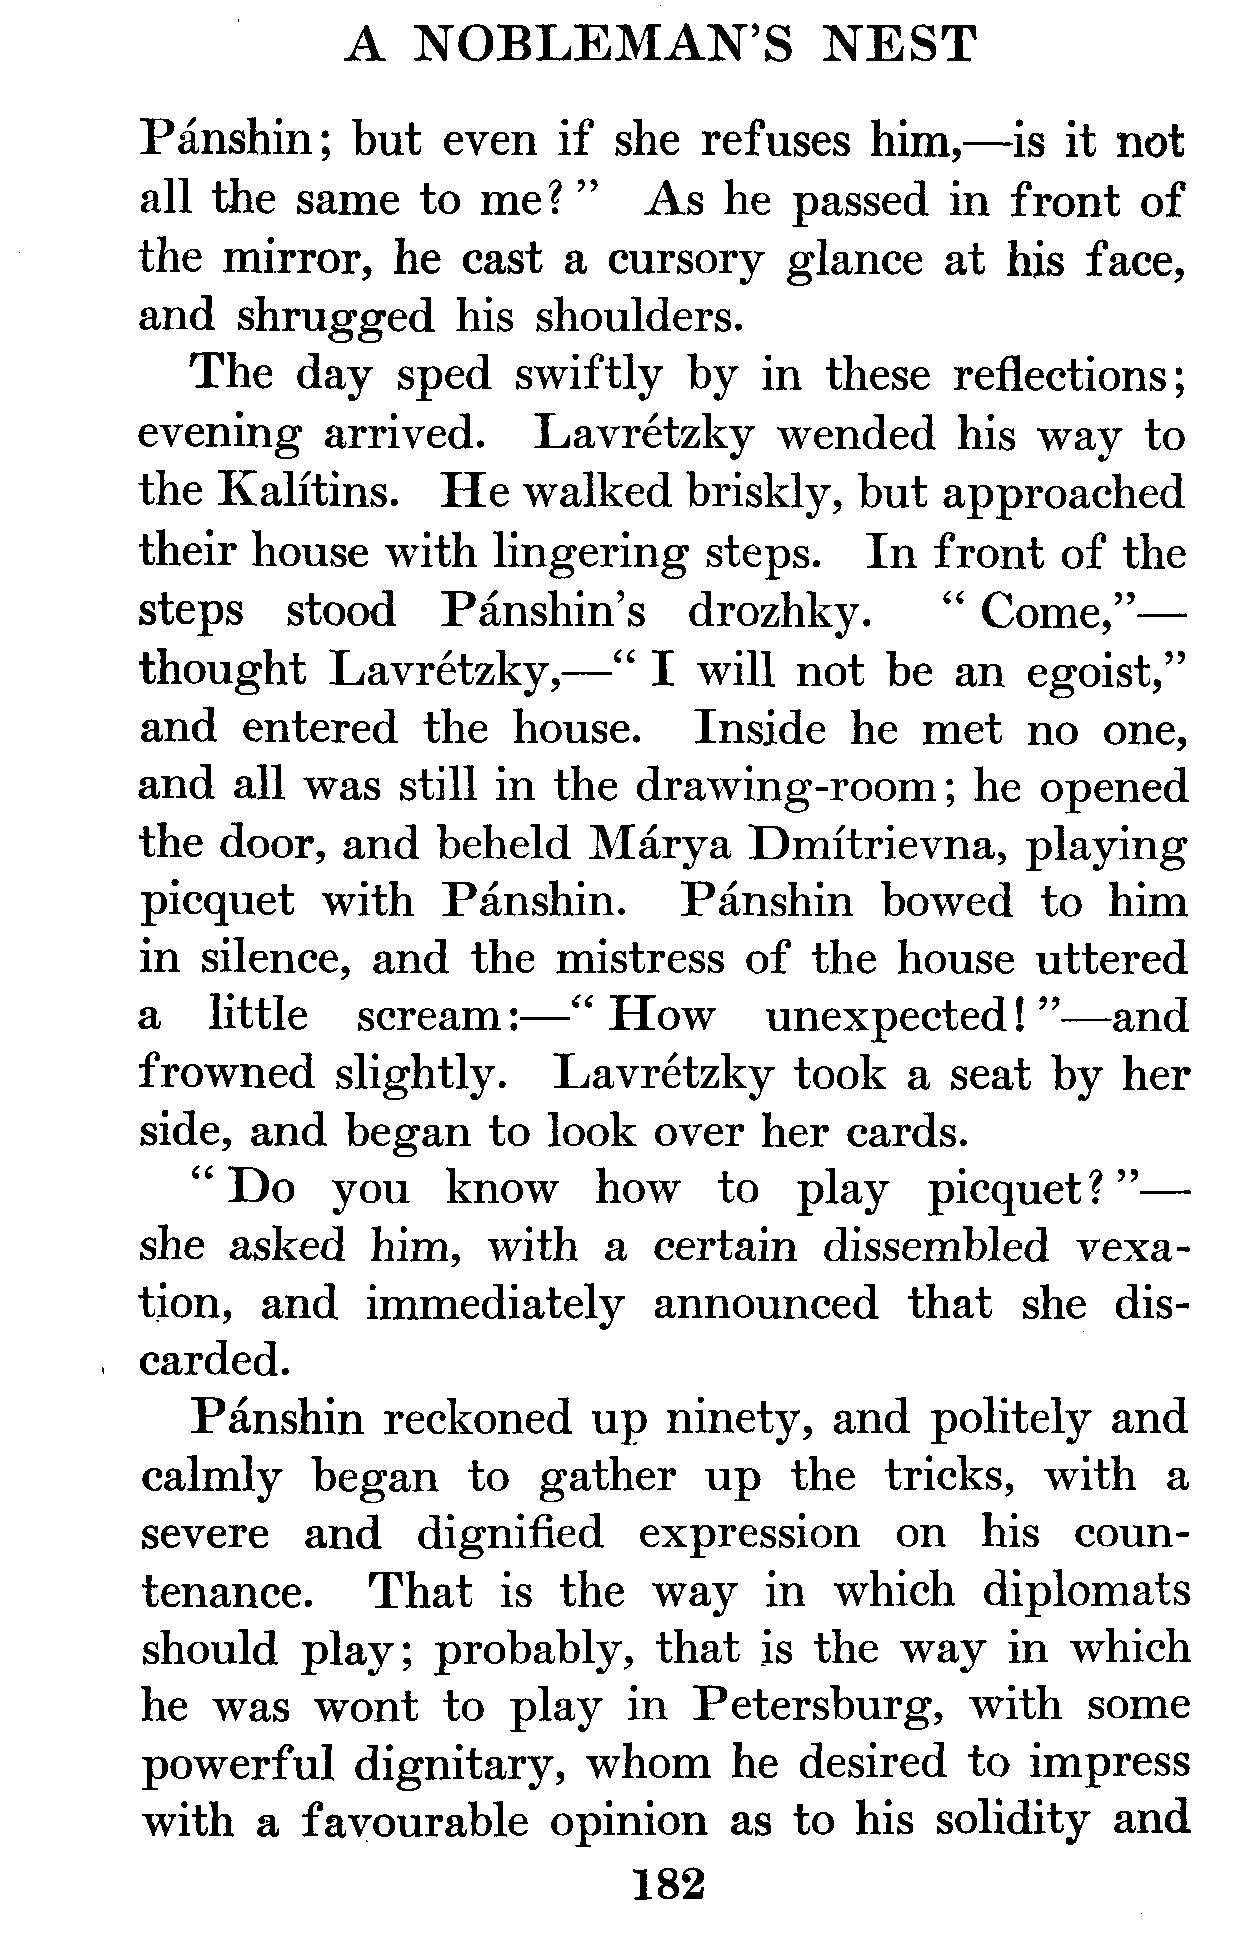 A NOBLEMAN'S NEST
Pánshin; but even if she refuses him,—is it not
all the same to me?" As he passed in front of
the mirror, he cast a cursory glance at his face,
and shrugged his shoulders.
The day sped swiftly by in these reflections;
evening arrived. Lavrétzky wended his way to
the Kalítins. He walked briskly, but approached
their house with lingering steps. In front of the
steps stood Pánshin's drozhky. "Come,"—
thought Lavrétzky,—"I will not be an egoist,"
and entered the house. Inside he met no one,
and all was still in the drawing-room; he opened
the door, and beheld Márya Dmítrievna, playing
picquet with Pánshin. Pánshin bowed to him
in silence, and the mistress of the house uttered
a little scream:—"How unexpected!"—and
frowned slightly. Lavrétzky took a seat by her
side, and began to look over her cards.
"Do you know how to play picquet?"—
she asked him, with a certain dissembled vexa-
tion, and immediately announced that she dis-
carded.
Pánshin reckoned up ninety, and politely and
calmly began to gather up the tricks, with a
severe and dignified expression on his coun-
tenance. That is the way in which diplomats
should play; probably, that is the way in which
he was wont to play in Petersburg, with some
powerful dignitary, whom he desired to impress
with a favourable opinion as to his solidity and
182